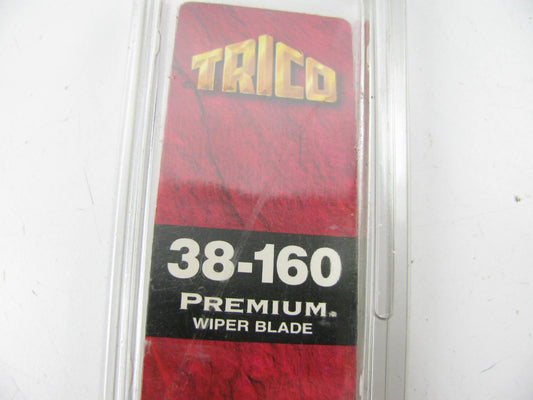 TRICO
38-160
PREMIUM.
WIPER BLADE